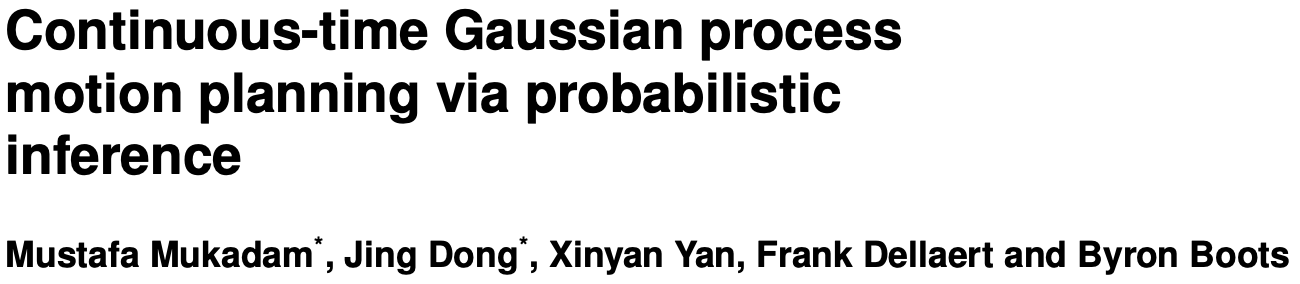 Continuous-time Gaussian process
motion planning via probabilistic
inference
Mustafa Mukadam*, Jing Dong*, Xinyan Yan, Frank Dellaert and Byron Boots